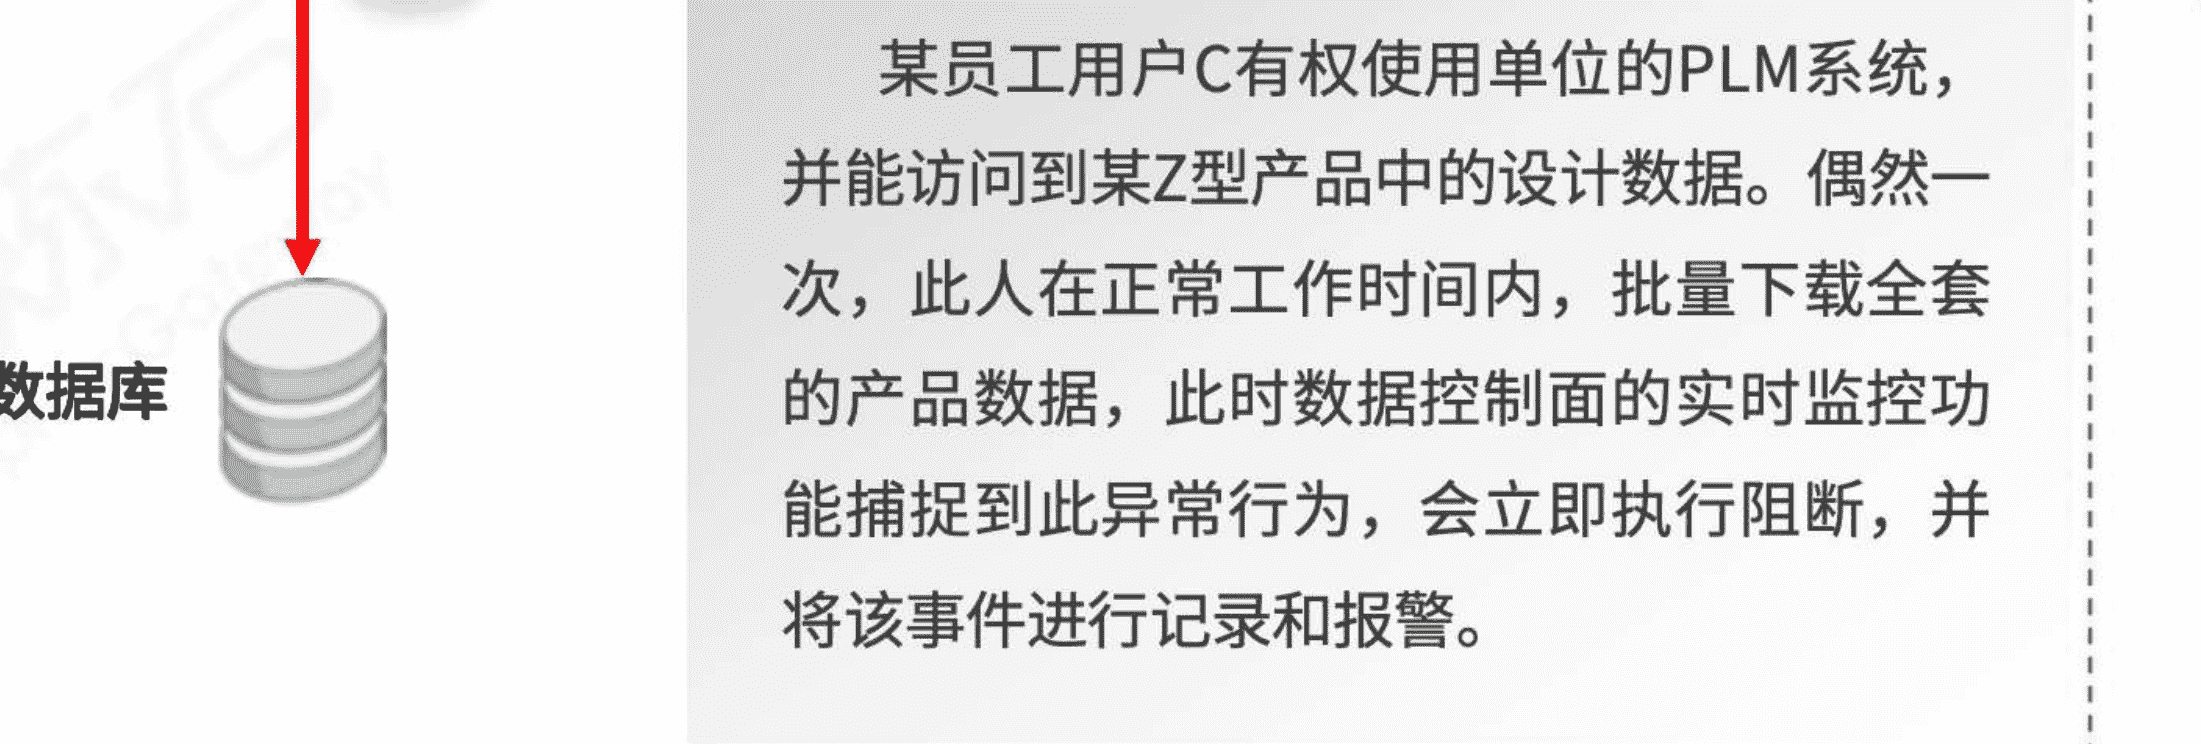 某员工用户C有权使用单位的PLM系统，
并能访问到某Z型产品中的设计数据。偶然一
次，此人在正常工作时间内，批量下载全套
的产品数据，此时数据控制面的实时监控功
能捕捉到此异常行为，会立即执行阻断，并
将该事件进行记录和报警。
数据库